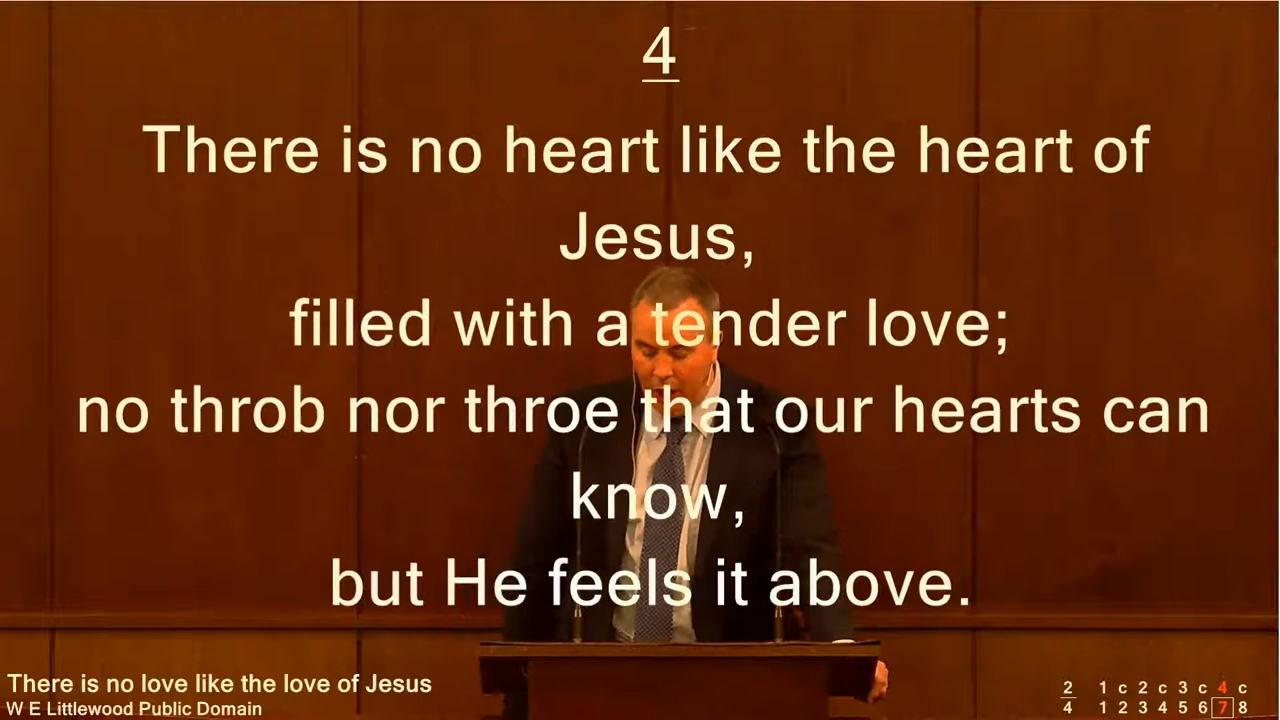 4
There is no heart like the heart of
Jesus,
filled with a tender love;
no throb nor throe that our hearts can
know,
but He feels it above.
There is no love like the love of Jesus
W E Littlewood Public Domain
2 1 c 2 c 3 c 4 c
4 1 2 3 4 5 6 7 8